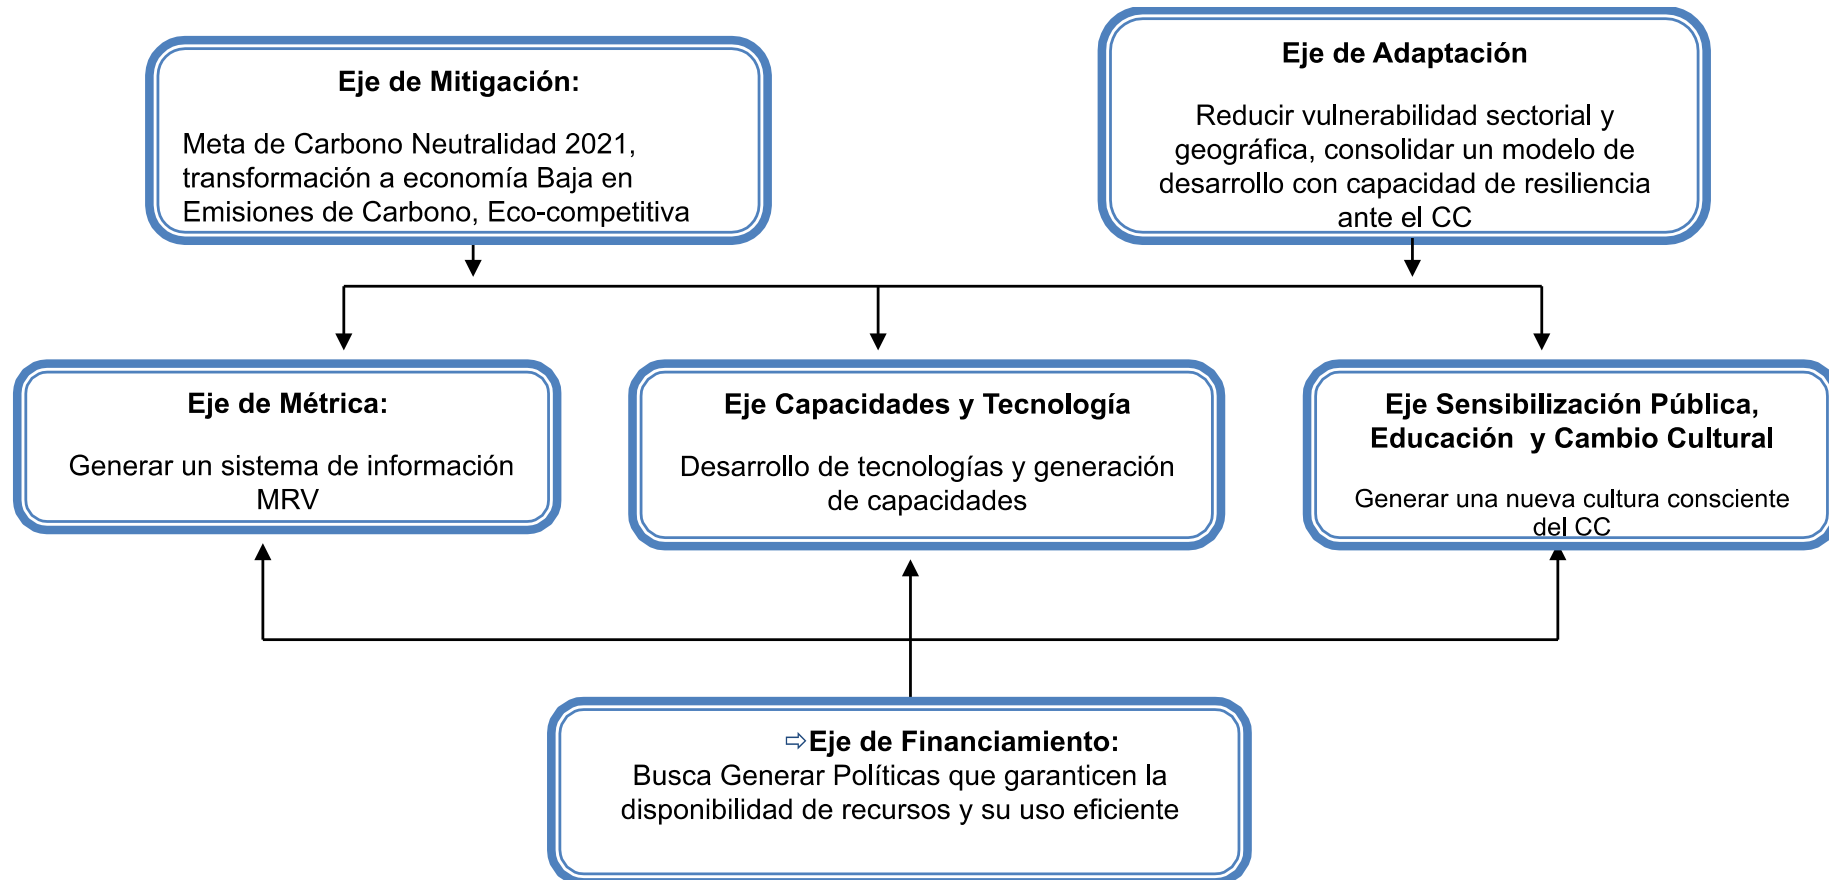 Eje de Mitigación:
Meta de Carbono Neutralidad 2021,
transformación a economía Baja en
Emisiones de Carbono, Eco-competitiva
Eje de Adaptación
Reducir vulnerabilidad sectorial y
geográfica, consolidar un modelo de
desarrollo con capacidad de resiliencia
ante el CC
Eje de Métrica:
Generar un sistema de información
MRV
Eje Capacidades y Tecnología
Desarrollo de tecnologías y generación
de capacidades
Eje Sensibilización Pública,
Educación  y Cambio Cultural
Generar una nueva cultura consciente
del CC
⇨Eje de Financiamiento:
Busca Generar Políticas que garanticen la
disponibilidad de recursos y su uso eficiente